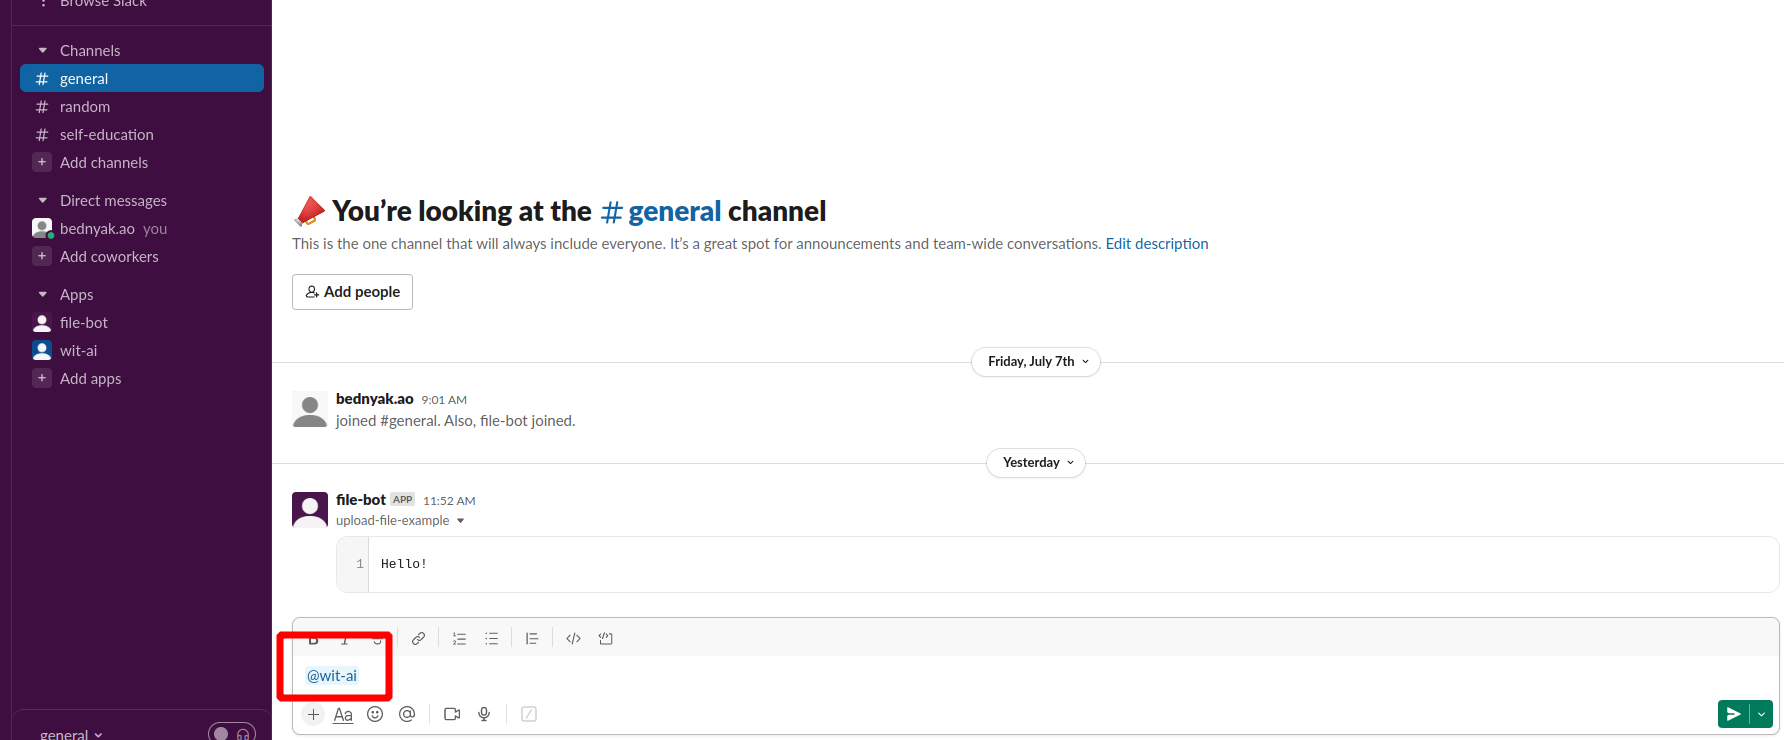 Browse Slack
Channels
# general
# random
# self-education
+ Add channels
Direct messages
bednyak.ao you
+ Add coworkers
Apps
file-bot
wit-ai
+ Add apps
general
You’re looking at the # general channel
This is the one channel that will always include everyone. It’s a great spot for announcements and team-wide conversations. Edit description
Add people
Friday, July 7th
bednyak.ao 9:01 AM
joined #general. Also, file-bot joined.
Yesterday
file-bot APP 11:52 AM
upload-file-example
1 Hello!
B I S
@wit-ai
+ Aa @